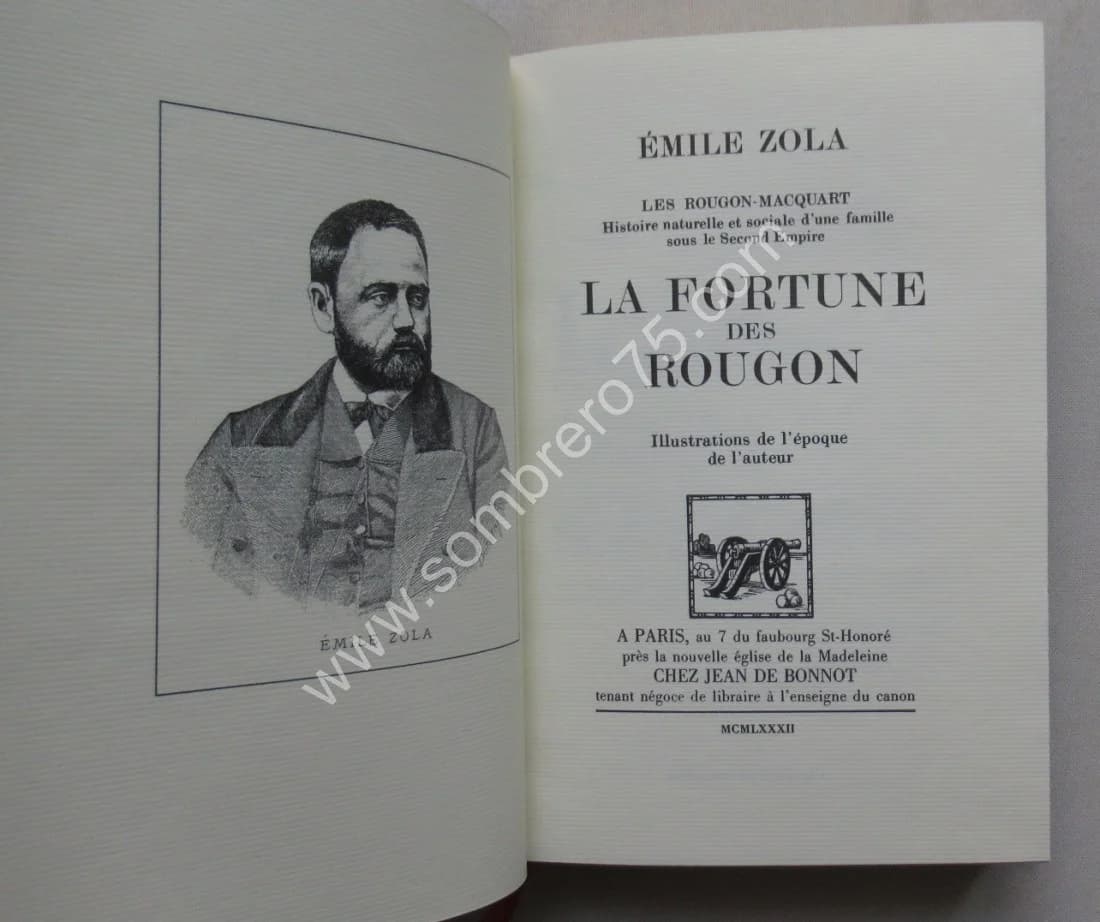 ÉMILE ZOLA
ÉMILE ZOLA
LES ROUGON-MACQUART
Histoire naturelle et sociale d'une famille
sous le Second Empire
LA FORTUNE
DES
ROUGON
Illustrations de l'époque
de l'auteur
A PARIS, au 7 du faubourg St-Honoré
près la nouvelle église de la Madeleine
CHEZ JEAN DE BONNOT
tenant négoce de libraire à l'enseigne du canon
MCMLXXXII
www.sombrero75.com